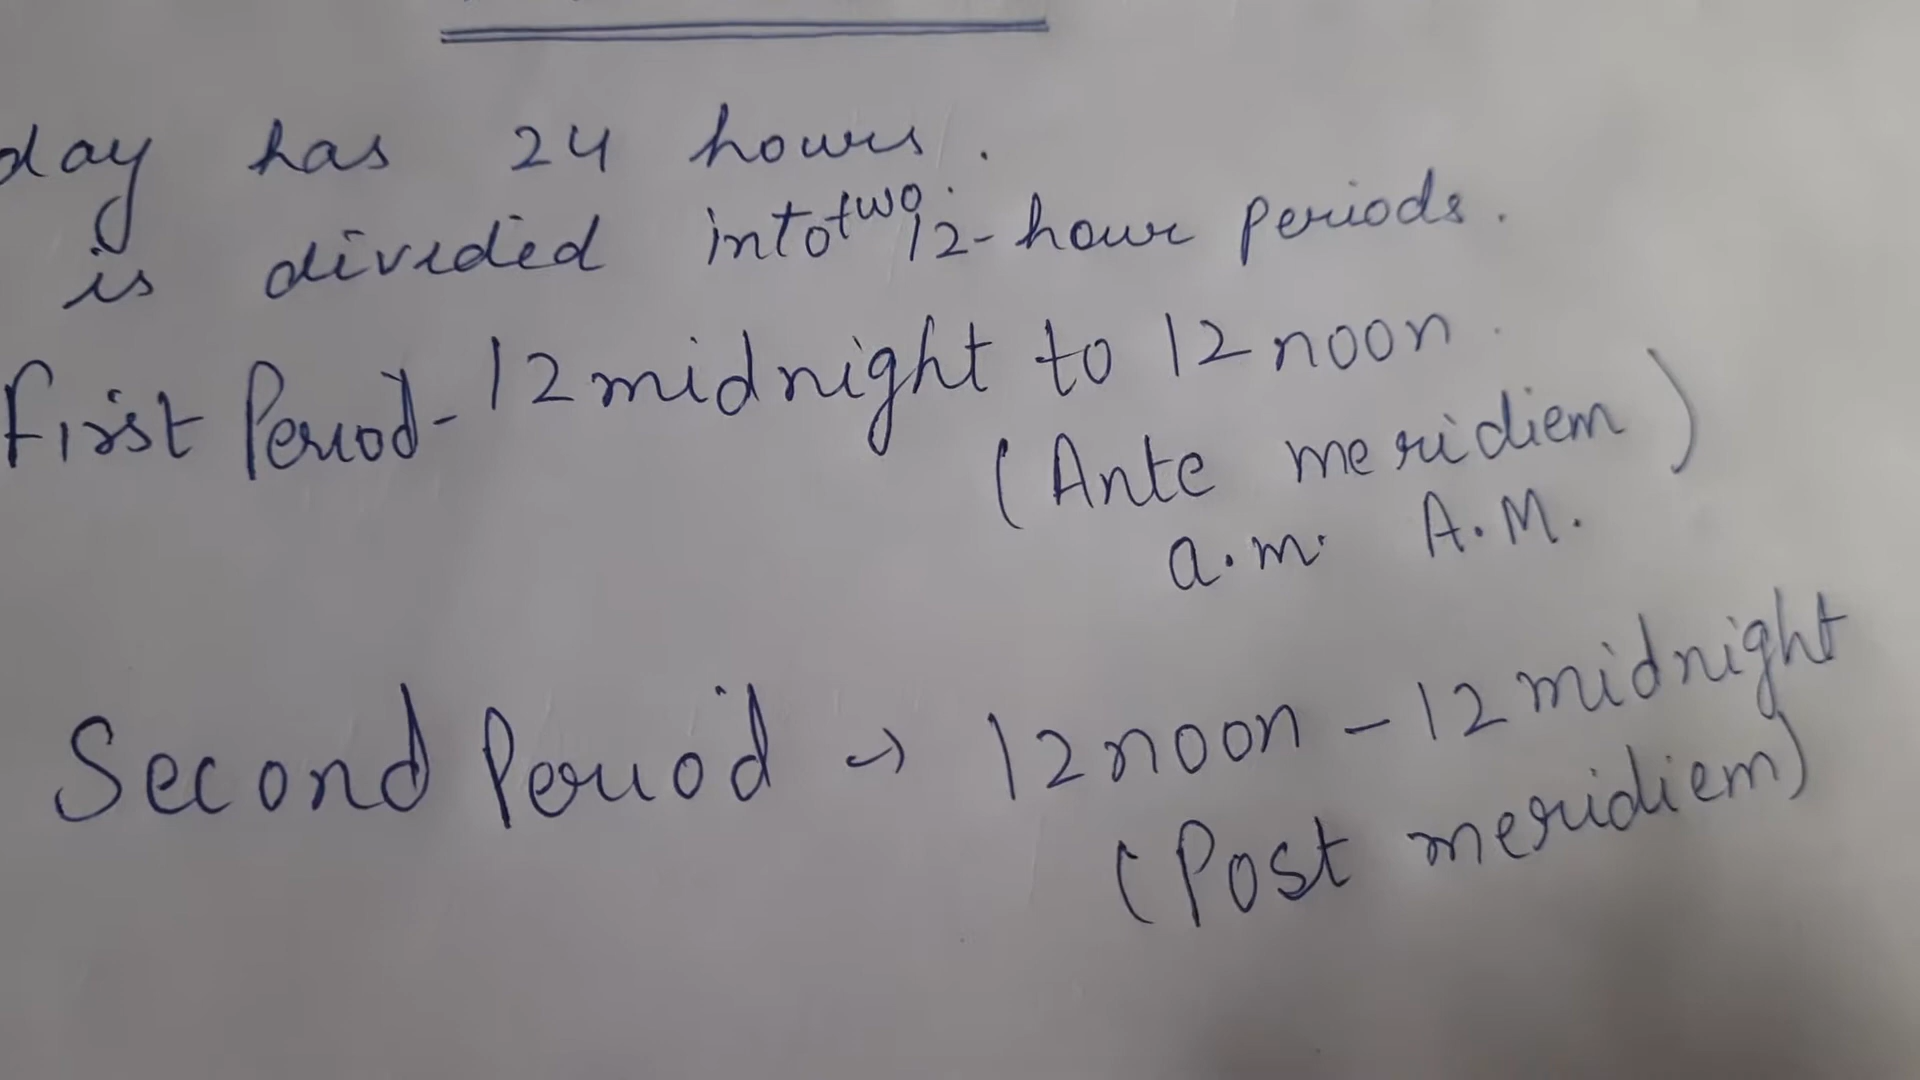 day has 24 hours.
is divided into two 12-hour periods.
First Period - 12 midnight to 12 noon
(Ante meridiem)
a.m. A.M.
Second Period → 12 noon - 12 midnight
(Post meridiem)